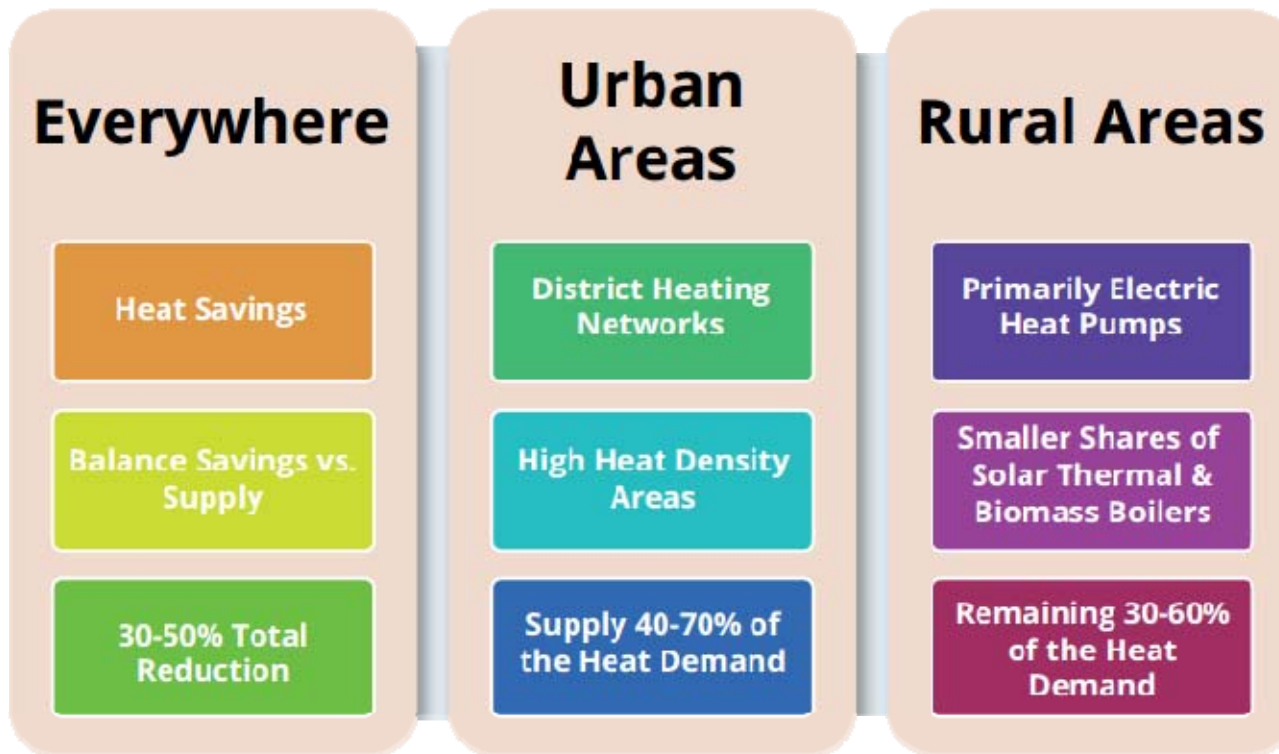 Everywhere
Heat Savings
Balance Savings vs.
Supply
30-50% Total
Reduction
Urban
Areas
District Heating
Networks
High Heat Density
Areas
Supply 40-70% of
the Heat Demand
Rural Areas
Primarily Electric
Heat Pumps
Smaller Shares of
Solar Thermal &
Biomass Boilers
Remaining 30-60%
of the Heat
Demand